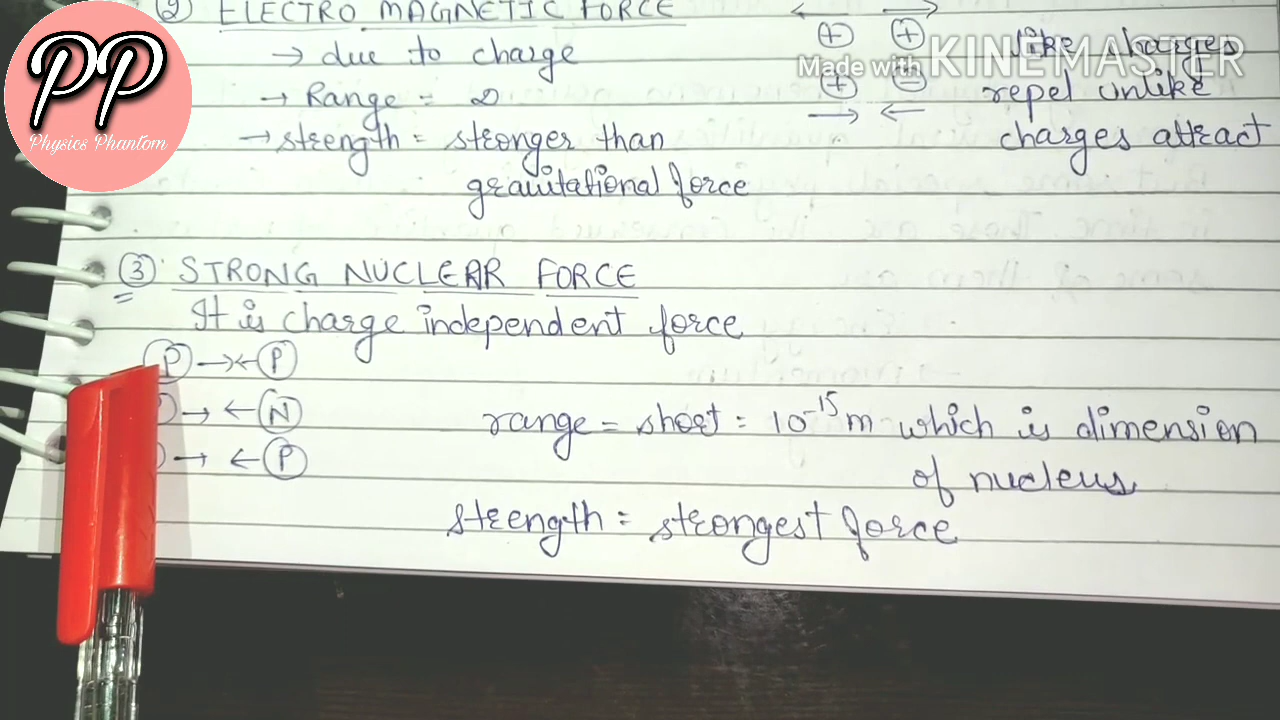 ② ELECTRO MAGNETIC FORCE
→ due to charge
→ Range = ∞
→ strength = stronger than
gravitational force
← →
⊕ ⊕ like charges
⊕ ⊖ repel unlike
→ ← charges attract
③ STRONG NUCLEAR FORCE
It is charge independent force
P → ← P
→ ← N
→ ← P
range = short = 10⁻¹⁵ m which is dimension
of nucleus
strength = strongest force
PP
Physics Phantom
Made with KINEMASTER